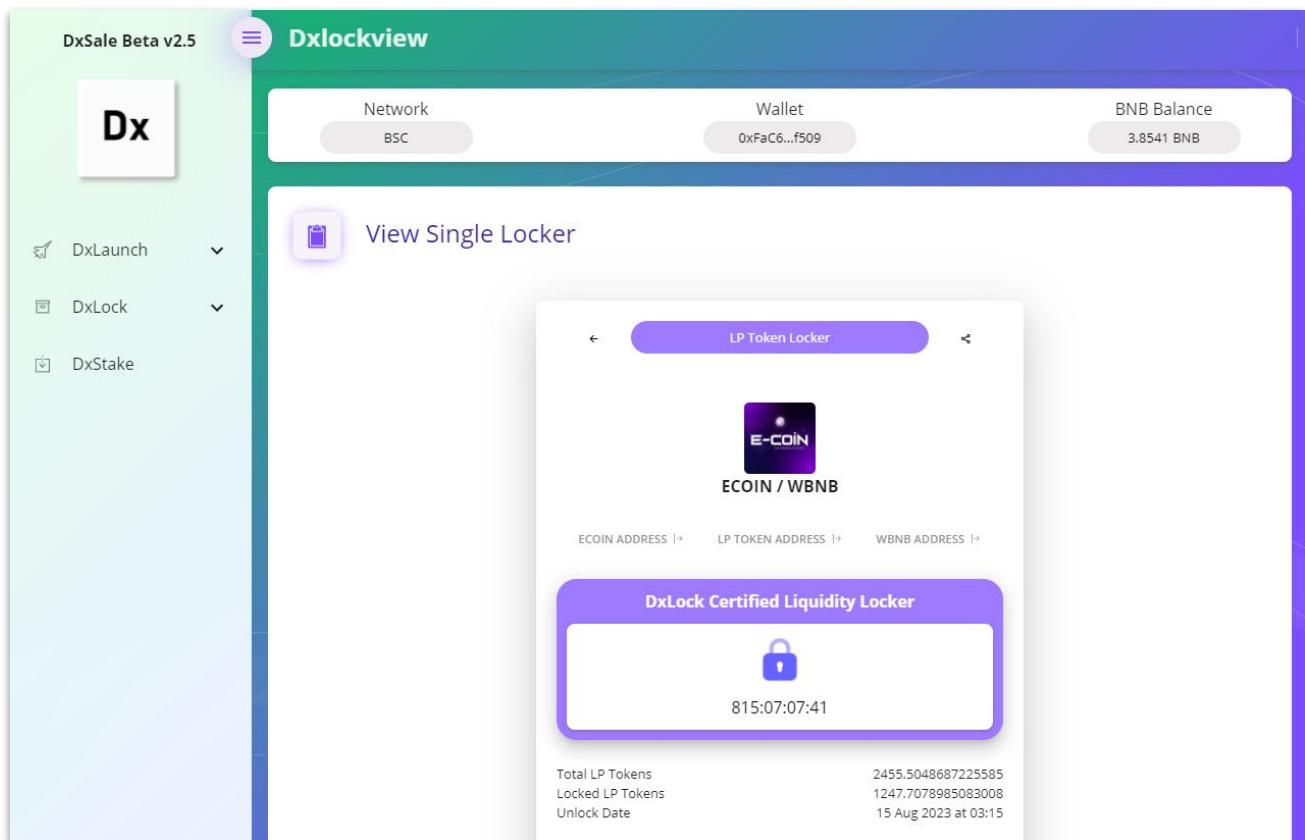 DxSale Beta v2.5
Dx
DxLaunch
DxLock
DxStake
Dxlockview
Network
BSC
Wallet
0xFaC6...f509
BNB Balance
3.8541 BNB
View Single Locker
LP Token Locker
E-COIN
ECOIN / WBNB
ECOIN ADDRESS
LP TOKEN ADDRESS
WBNB ADDRESS
DxLock Certified Liquidity Locker
815:07:07:41
Total LP Tokens 2455.5048687225585
Locked LP Tokens 1247.7078985083008
Unlock Date 15 Aug 2023 at 03:15